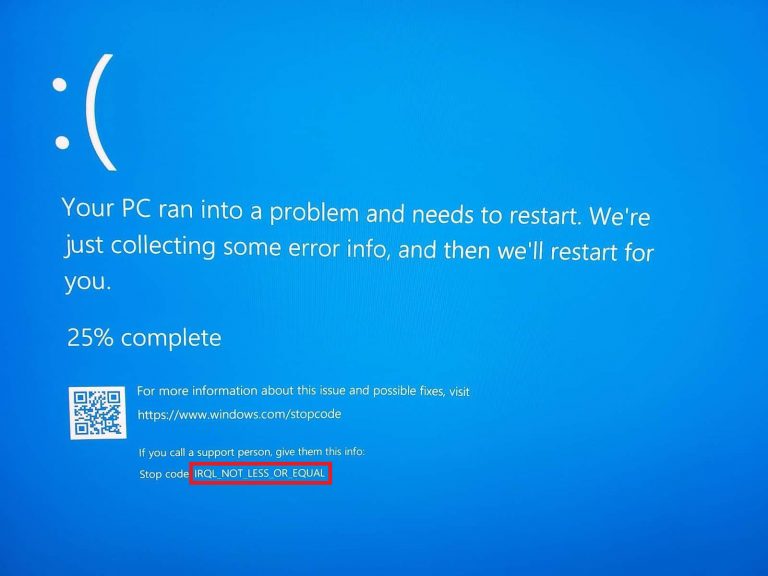 :(
Your PC ran into a problem and needs to restart. We're
just collecting some error info, and then we'll restart for
you.
25% complete
For more information about this issue and possible fixes, visit
https://www.windows.com/stopcode
If you call a support person, give them this info:
Stop code IRQL_NOT_LESS_OR_EQUAL